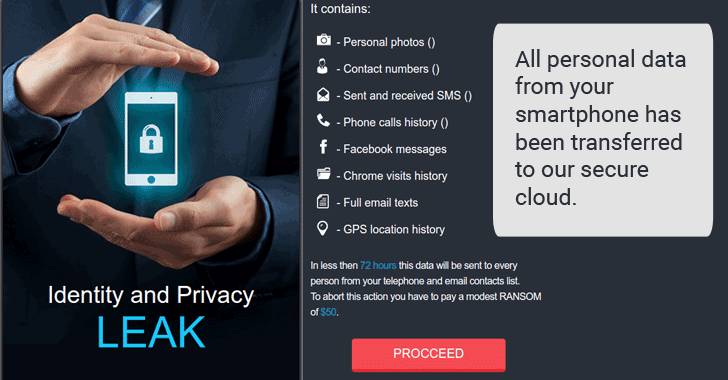 Identity and Privacy
LEAK
It contains:
- Personal photos ()
- Contact numbers ()
- Sent and received SMS ()
- Phone calls history ()
- Facebook messages
- Chrome visits history
- Full email texts
- GPS location history
In less then 72 hours this data will be sent to every
person from your telephone and email contacts list.
To abort this action you have to pay a modest RANSOM
of $50.
PROCCEED
All personal data
from your
smartphone has
been transferred
to our secure
cloud.